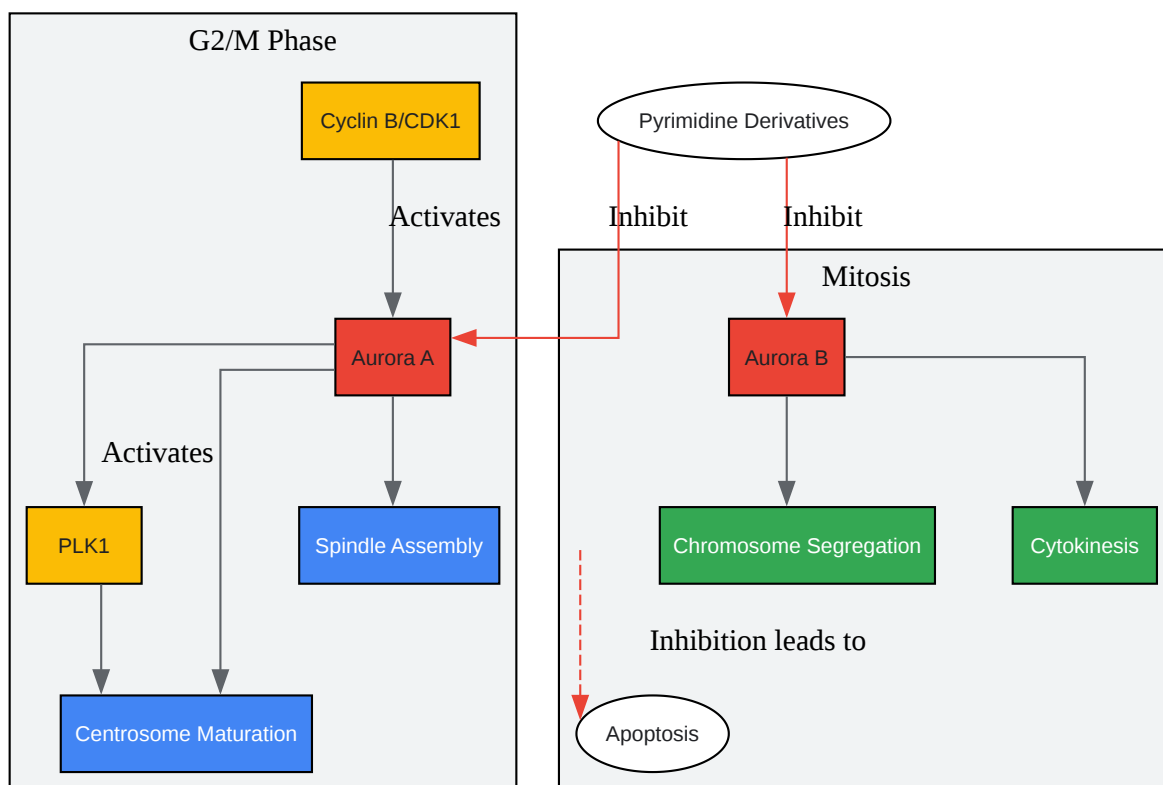 G2/M Phase
Cyclin B/CDK1
Pyrimidine Derivatives
Activates
Inhibit
Inhibit
Mitosis
Aurora A
Aurora B
Activates
PLK1
Spindle Assembly
Chromosome Segregation
Cytokinesis
Inhibition leads to
Centrosome Maturation
Apoptosis